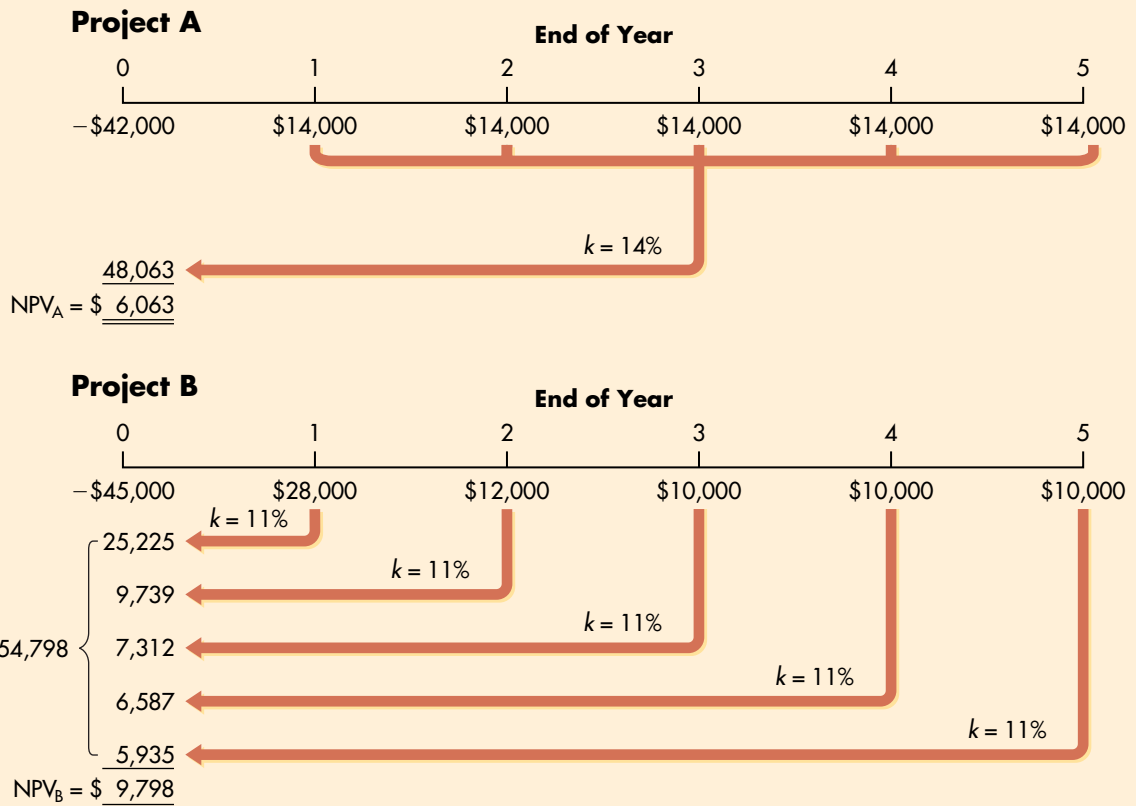 Project A
End of Year
0 1 2 3 4 5
−$42,000 $14,000 $14,000 $14,000 $14,000 $14,000
k = 14%
48,063
NPVA = $ 6,063
Project B
End of Year
0 1 2 3 4 5
−$45,000 $28,000 $12,000 $10,000 $10,000 $10,000
k = 11%
25,225
k = 11%
9,739
k = 11%
54,798 7,312
k = 11%
6,587
k = 11%
5,935
NPVB = $ 9,798